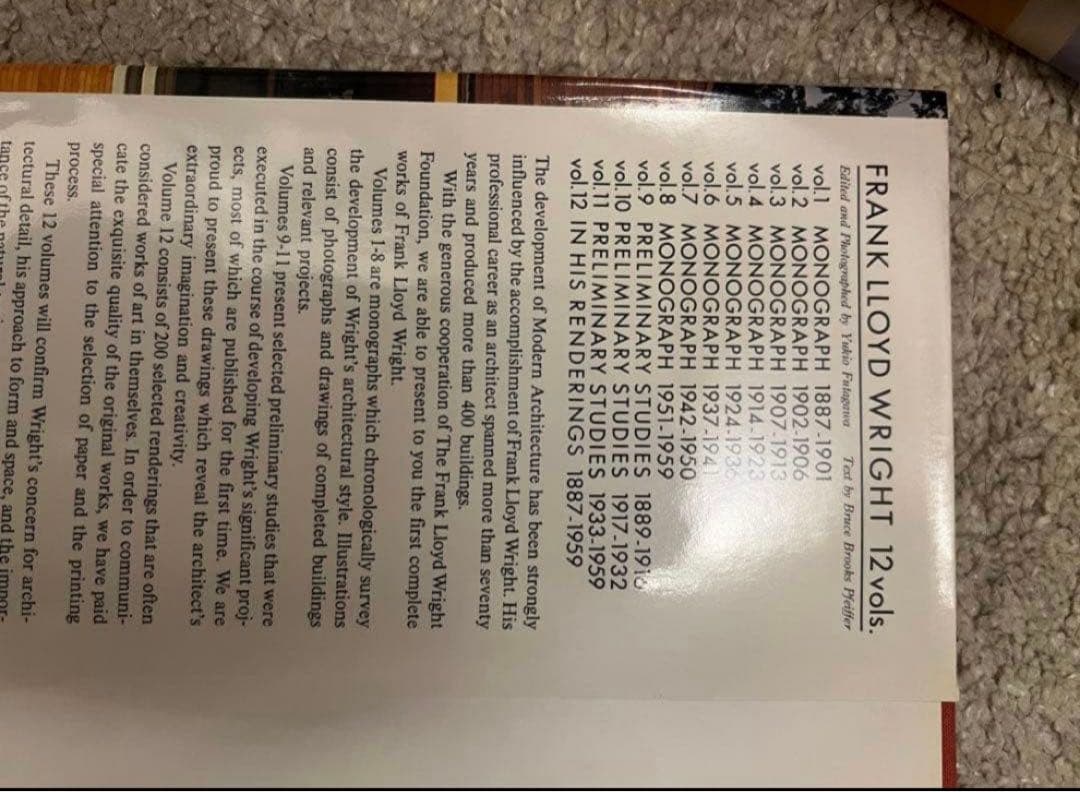 FRANK LLOYD WRIGHT 12 vols.
Edited and Photographed by Yukio Futagawa Text by Bruce Brooks Pfeiffer
vol.1 MONOGRAPH 1887-1901
vol.2 MONOGRAPH 1902-1906
vol.3 MONOGRAPH 1907-1913
vol.4 MONOGRAPH 1914-1923
vol.5 MONOGRAPH 1924-1936
vol.6 MONOGRAPH 1937-1941
vol.7 MONOGRAPH 1942-1950
vol.8 MONOGRAPH 1951-1959
vol.9 PRELIMINARY STUDIES 1889-1916
vol.10 PRELIMINARY STUDIES 1917-1932
vol.11 PRELIMINARY STUDIES 1933-1959
vol.12 IN HIS RENDERINGS 1887-1959
The development of Modern Architecture has been strongly
influenced by the accomplishment of Frank Lloyd Wright. His
professional career as an architect spanned more than seventy
years and produced more than 400 buildings.
With the generous cooperation of The Frank Lloyd Wright
Foundation, we are able to present to you the first complete
works of Frank Lloyd Wright.
Volumes 1-8 are monographs which chronologically survey
the development of Wright's architectural style. Illustrations
consist of photographs and drawings of completed buildings
and relevant projects.
Volumes 9-11 present selected preliminary studies that were
executed in the course of developing Wright's significant proj-
ects, most of which are published for the first time. We are
proud to present these drawings which reveal the architect's
extraordinary imagination and creativity.
Volume 12 consists of 200 selected renderings that are often
considered works of art in themselves. In order to communi-
cate the exquisite quality of the original works, we have paid
special attention to the selection of paper and the printing
process.
These 12 volumes will confirm Wright's concern for archi-
tectural detail, his approach to form and space, and the impor-
tance of the